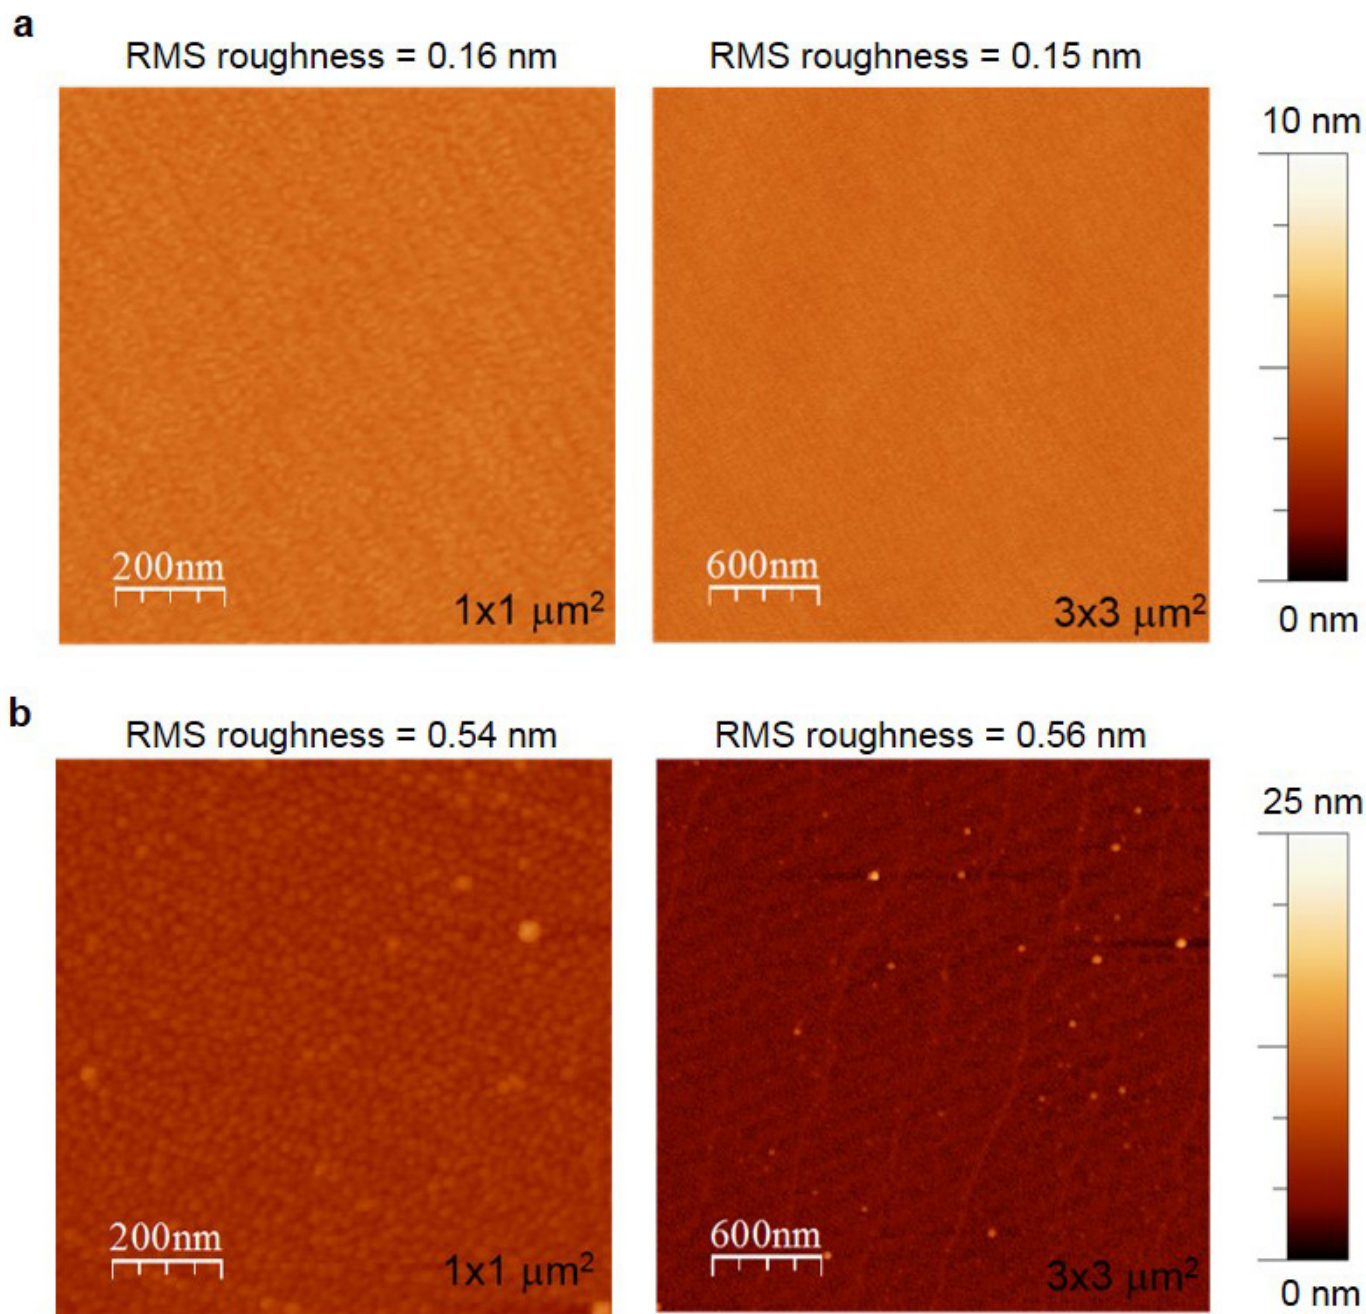 a
RMS roughness = 0.16 nm
RMS roughness = 0.15 nm
10 nm
200nm
1x1 μm²
600nm
3x3 μm²
0 nm
b
RMS roughness = 0.54 nm
RMS roughness = 0.56 nm
25 nm
200nm
1x1 μm²
600nm
3x3 μm²
0 nm